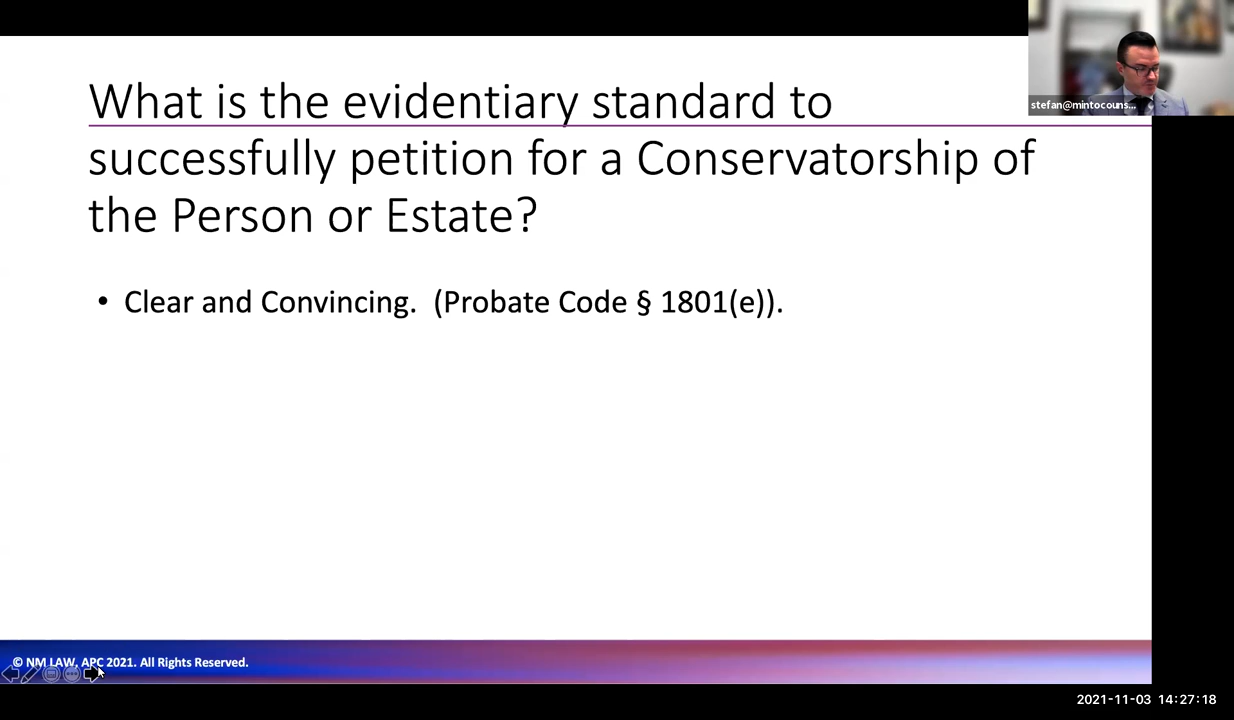 What is the evidentiary standard to
successfully petition for a Conservatorship of
the Person or Estate?
stefan@mintocouns...
• Clear and Convincing.  (Probate Code § 1801(e)).
© NM LAW, APC 2021. All Rights Reserved.
2021-11-03 14:27:18